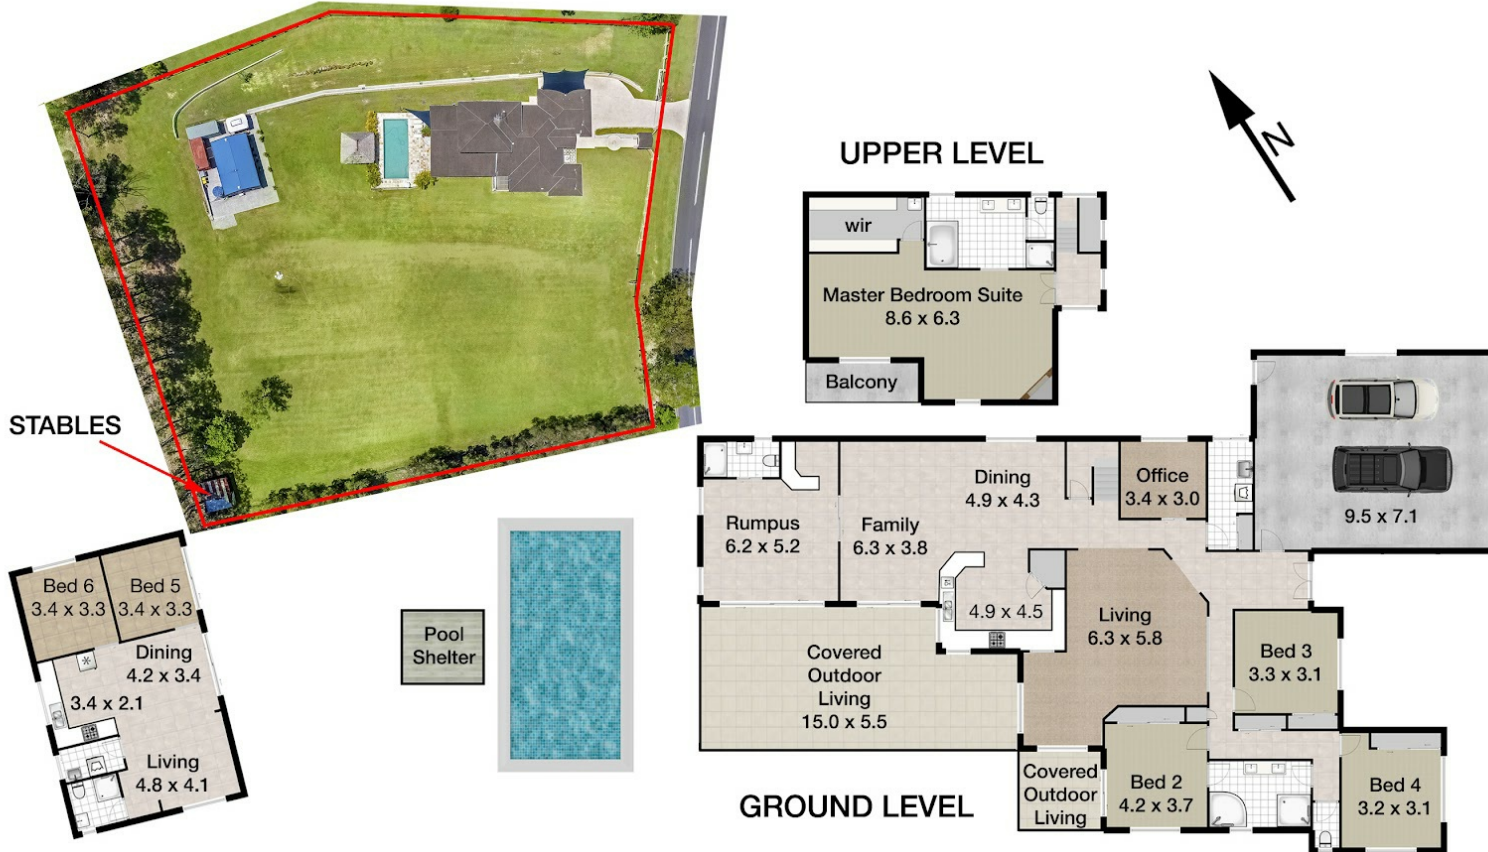 N
UPPER LEVEL
wir
Master Bedroom Suite
8.6 x 6.3
Balcony
STABLES
Dining
4.9 x 4.3
Office
3.4 x 3.0
9.5 x 7.1
Rumpus
6.2 x 5.2
Family
6.3 x 3.8
4.9 x 4.5
Living
6.3 x 5.8
Bed 3
3.3 x 3.1
Covered
Outdoor
Living
15.0 x 5.5
Pool
Shelter
Bed 6
3.4 x 3.3
Bed 5
3.4 x 3.3
Dining
4.2 x 3.4
3.4 x 2.1
Living
4.8 x 4.1
Covered
Outdoor
Living
Bed 2
4.2 x 3.7
Bed 4
3.2 x 3.1
GROUND LEVEL